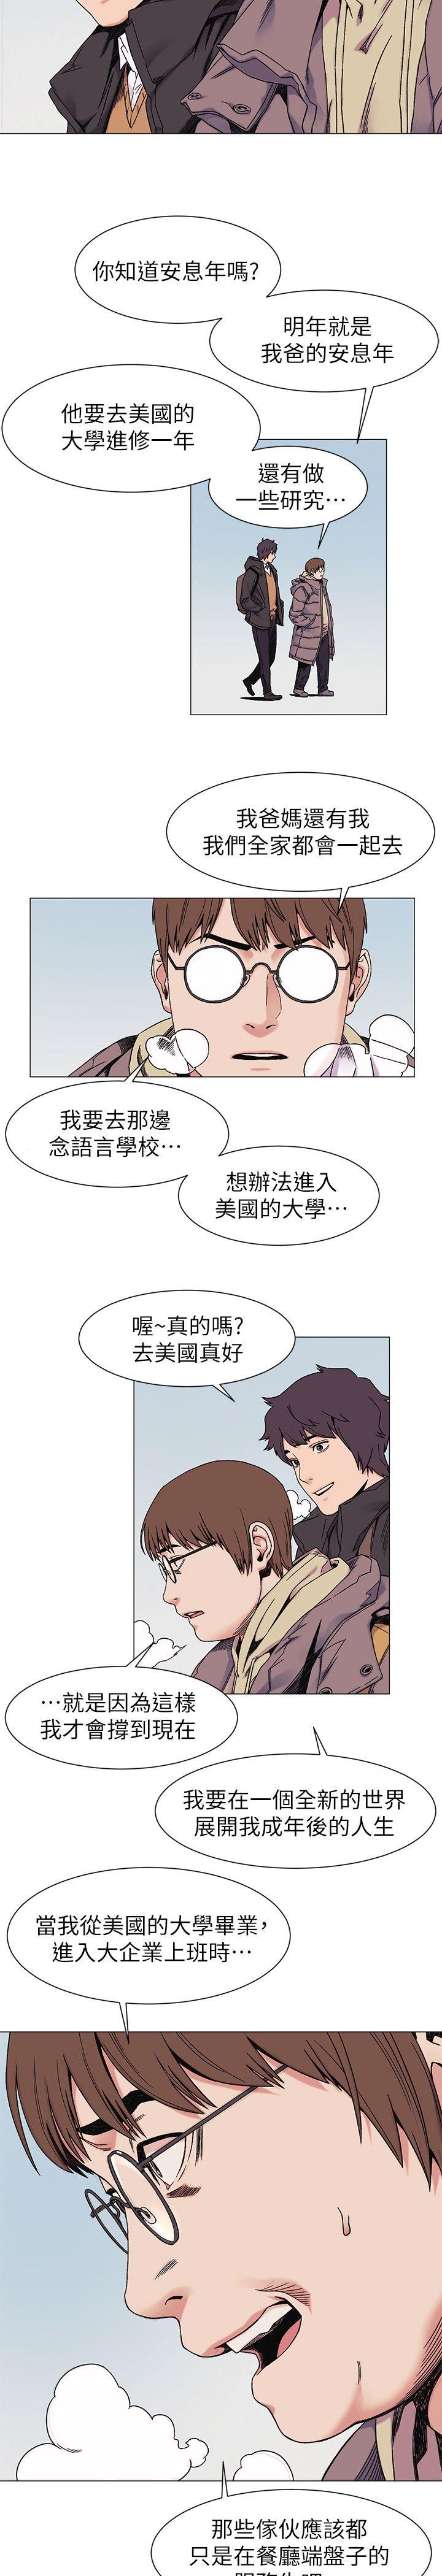 你知道安息年嗎?
明年就是
我爸的安息年
他要去美國的
大學進修一年
還有做
一些研究…
我爸媽還有我
我們全家都會一起去
我要去那邊
念語言學校…
想辦法進入
美國的大學…
喔~真的嗎?
去美國真好
…就是因為這樣
我才會撐到現在
我要在一個全新的世界
展開我成年後的人生
當我從美國的大學畢業,
進入大企業上班時…
那些傢伙應該都
只是在餐廳端盤子的